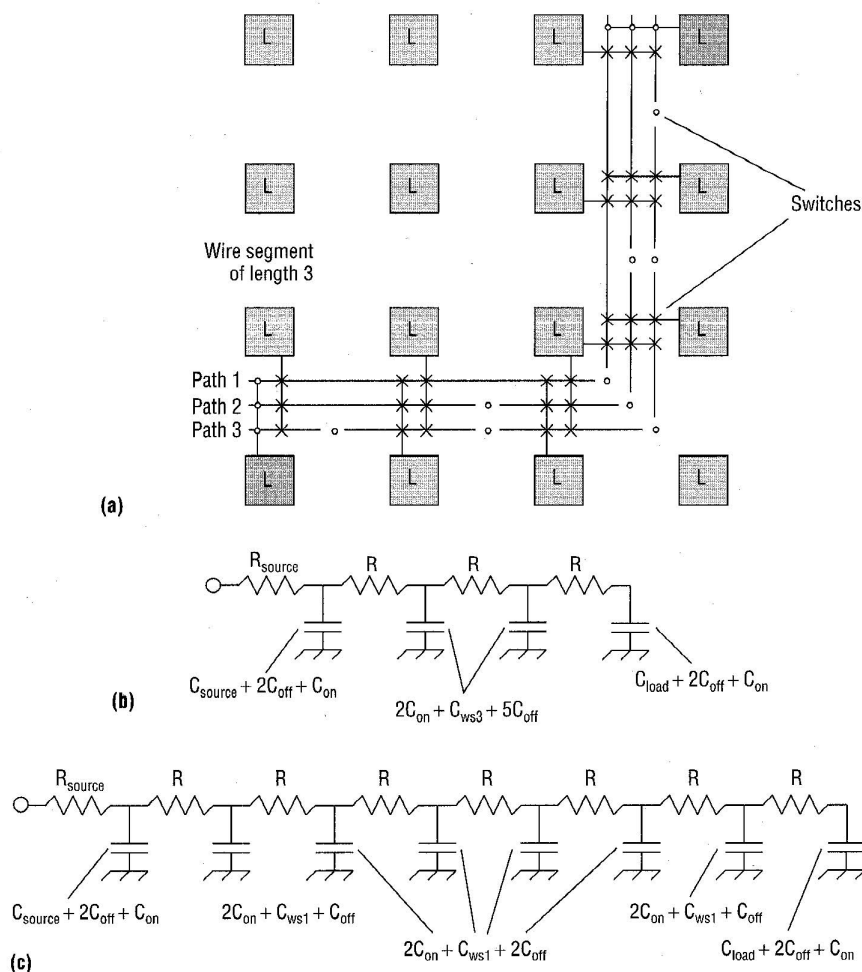 L L L L
L L L L
Switches
Wire segment
of length 3
L L L L
Path 1
Path 2
Path 3
L L L L
(a)
R_source R R R
C_source + 2C_off + C_on
2C_on + C_ws3 + 5C_off
C_load + 2C_off + C_on
(b)
R_source R R R R R R R
C_source + 2C_off + C_on
2C_on + C_ws1 + C_off
2C_on + C_ws1 + 2C_off
2C_on + C_ws1 + C_off
C_load + 2C_off + C_on
(c)